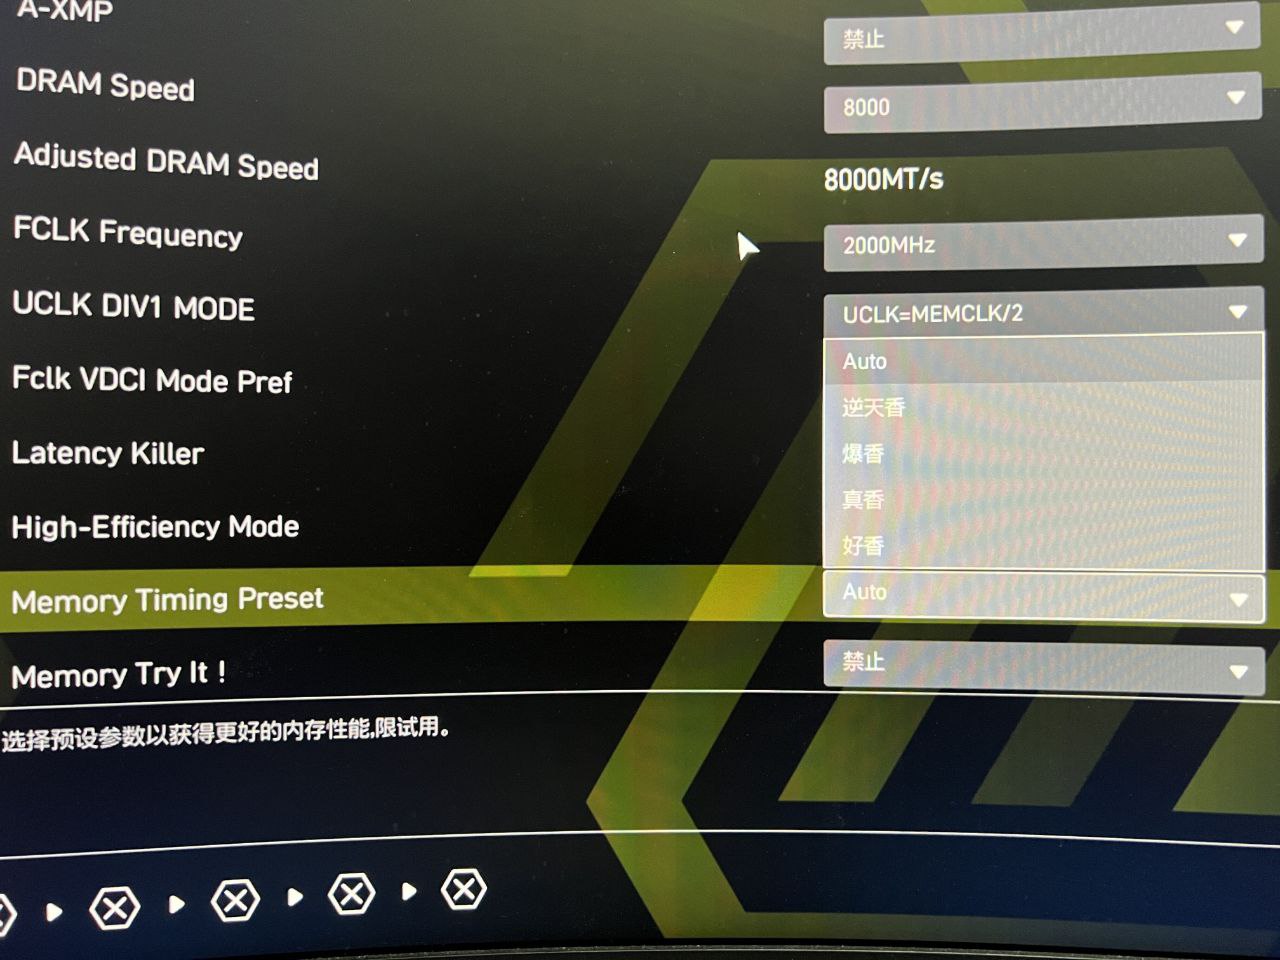 A-XMP
禁止
DRAM Speed
8000
Adjusted DRAM Speed
8000MT/s
FCLK Frequency
2000MHz
UCLK DIV1 MODE
UCLK=MEMCLK/2
Fclk VDCI Mode Pref
Auto
逆天香
Latency Killer
爆香
真香
High-Efficiency Mode
好香
Memory Timing Preset
Auto
Memory Try It !
禁止
选择预设参数以获得更好的内存性能,限试用。